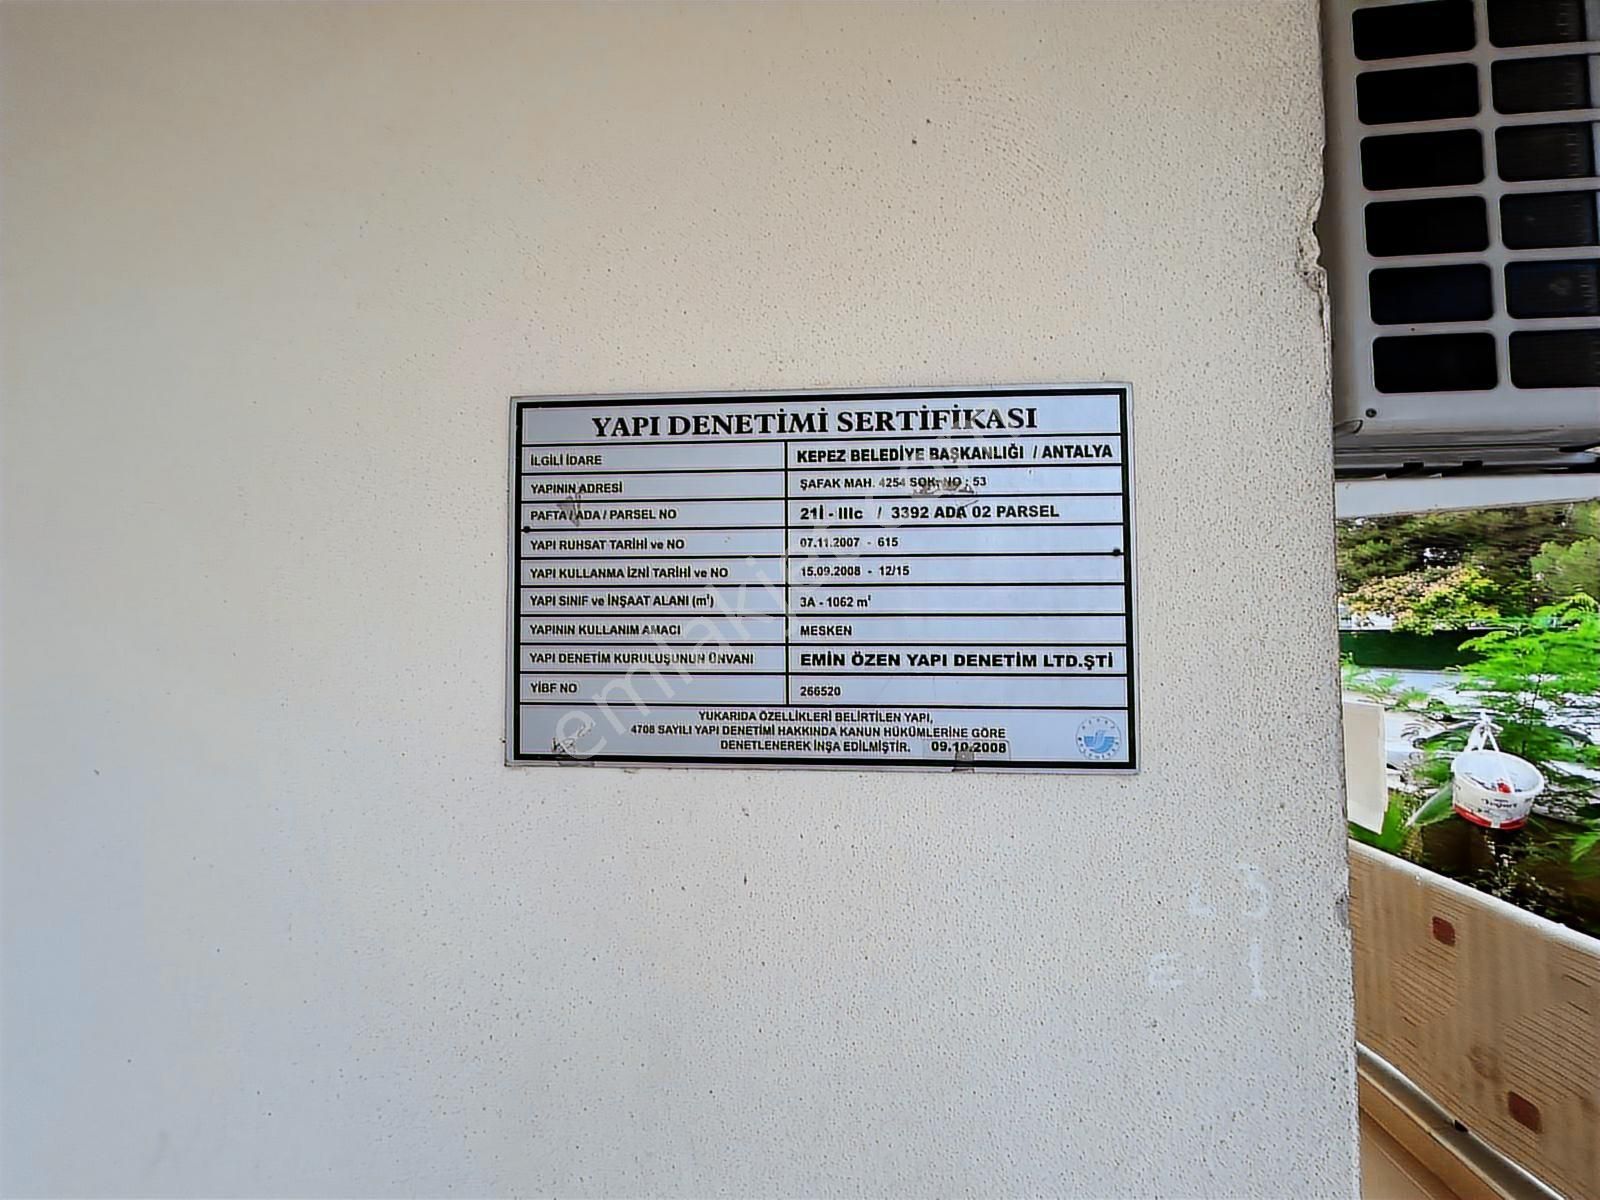 YAPI DENETİMİ SERTİFİKASI
İLGİLİ İDARE KEPEZ BELEDİYE BAŞKANLIĞI / ANTALYA
YAPININ ADRESİ ŞAFAK MAH. 4254 SOK. NO : 53
PAFTA / ADA / PARSEL NO 21İ - IIIc / 3392 ADA 02 PARSEL
YAPI RUHSAT TARİHİ ve NO 07.11.2007 - 615
YAPI KULLANMA İZNİ TARİHİ ve NO 15.09.2008 - 12/15
YAPI SINIF ve İNŞAAT ALANI (m²) 3A - 1062 m²
YAPININ KULLANIM AMACI MESKEN
YAPI DENETİM KURULUŞUNUN ÜNVANI EMİN ÖZEN YAPI DENETİM LTD.ŞTİ
YİBF NO 266520
YUKARIDA ÖZELLİKLERİ BELİRTİLEN YAPI,
4708 SAYILI YAPI DENETİMİ HAKKINDA KANUN HÜKÜMLERİNE GÖRE
DENETLENEREK İNŞA EDİLMİŞTİR. 09.10.2008
emlakjet.com